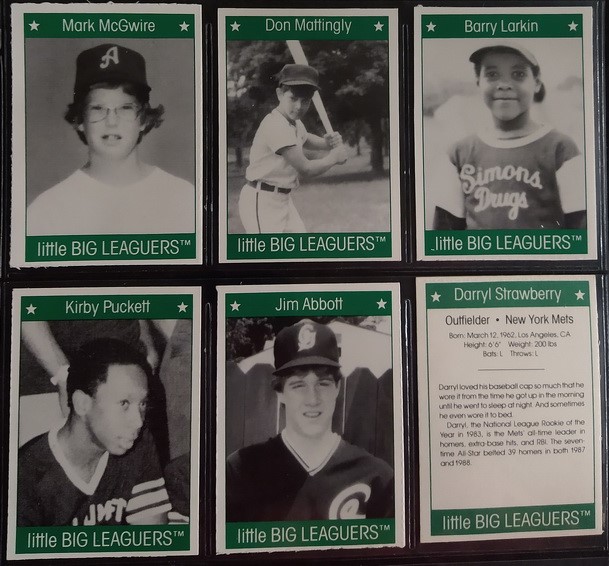 Mark McGwire
A
little BIG LEAGUERS™
Don Mattingly
little BIG LEAGUERS™
Barry Larkin
Simons
Drugs
little BIG LEAGUERS™
Kirby Puckett
little BIG LEAGUERS™
Jim Abbott
C
C
little BIG LEAGUERS™
Darryl Strawberry
Outfielder • New York Mets
Born: March 12, 1962, Los Angeles, CA
Height: 6'6" Weight: 200 lbs
Bats: L Throws: L
Darryl loved his baseball cap so much that he
wore it from the time he got up in the morning
until he went to sleep at night. And sometimes
he even wore it to bed.
Darryl, the National League Rookie of the
Year in 1983, is the Mets' all-time leader in
homers, extra-base hits, and RBI. The seven-
time All-Star belted 39 homers in both 1987
and 1988.
little BIG LEAGUERS™